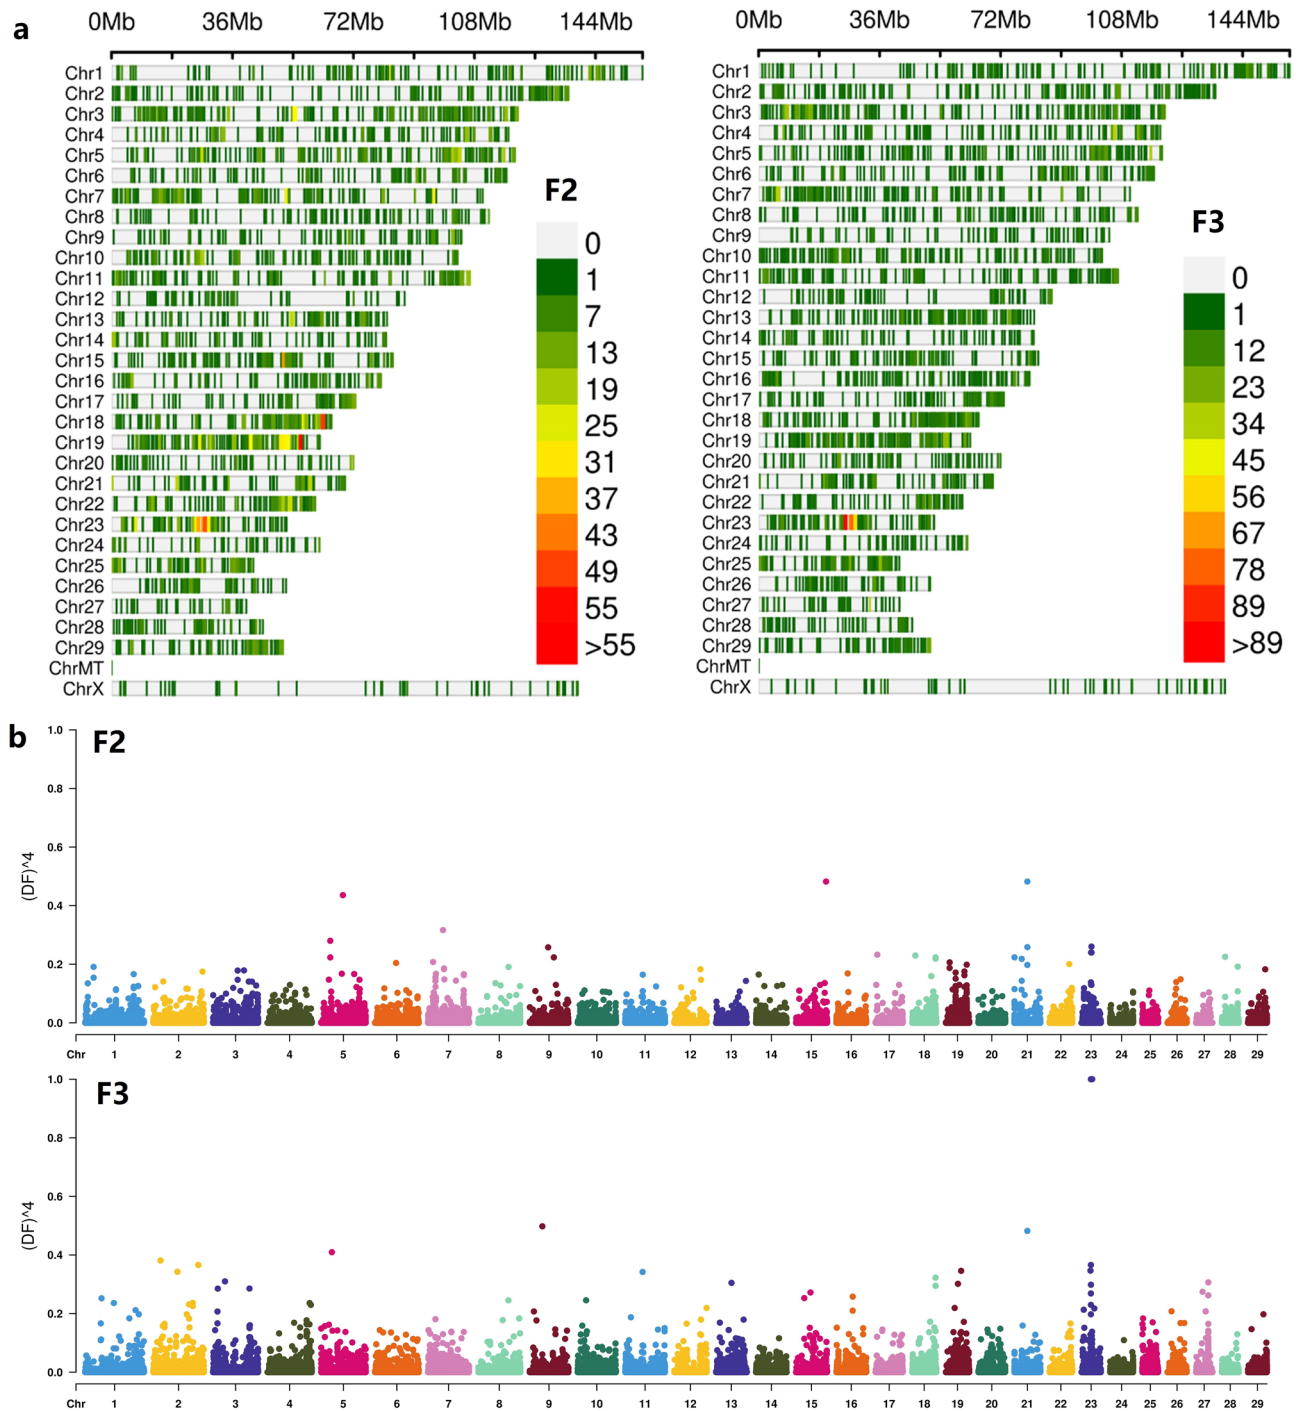 a
0Mb 36Mb 72Mb 108Mb 144Mb
Chr1
Chr2
Chr3
Chr4
Chr5
Chr6
Chr7
Chr8
Chr9
Chr10
Chr11
Chr12
Chr13
Chr14
Chr15
Chr16
Chr17
Chr18
Chr19
Chr20
Chr21
Chr22
Chr23
Chr24
Chr25
Chr26
Chr27
Chr28
Chr29
ChrMT
ChrX
F2
0
1
7
13
19
25
31
37
43
49
55
>55
0Mb 36Mb 72Mb 108Mb 144Mb
Chr1
Chr2
Chr3
Chr4
Chr5
Chr6
Chr7
Chr8
Chr9
Chr10
Chr11
Chr12
Chr13
Chr14
Chr15
Chr16
Chr17
Chr18
Chr19
Chr20
Chr21
Chr22
Chr23
Chr24
Chr25
Chr26
Chr27
Chr28
Chr29
ChrMT
ChrX
F3
0
1
12
23
34
45
56
67
78
89
>89
b
F2
1.0
0.8
0.6
0.4
0.2
0.0
(DF)^4
Chr 1 2 3 4 5 6 7 8 9 10 11 12 13 14 15 16 17 18 19 20 21 22 23 24 25 26 27 28 29
F3
1.0
0.8
0.6
0.4
0.2
0.0
(DF)^4
Chr 1 2 3 4 5 6 7 8 9 10 11 12 13 14 15 16 17 18 19 20 21 22 23 24 25 26 27 28 29